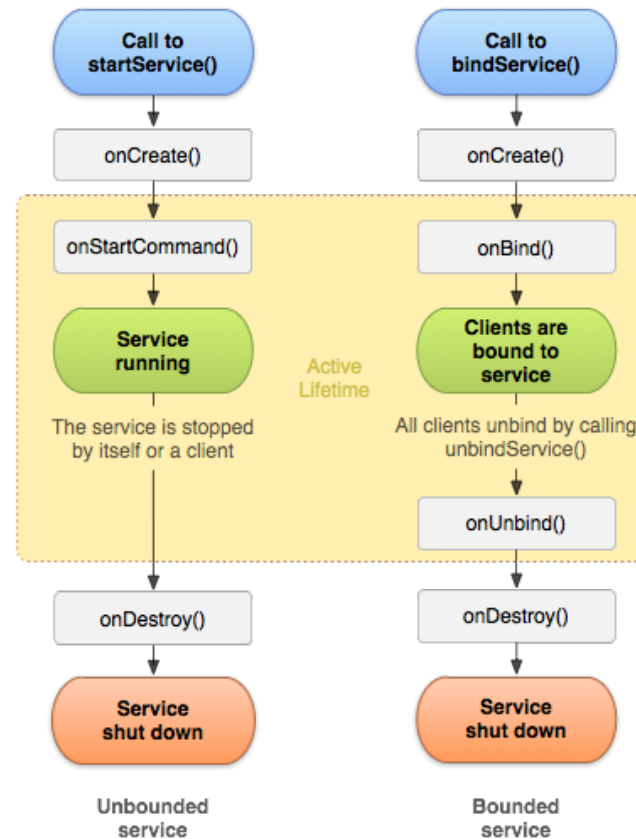 Call to
startService()
onCreate()
onStartCommand()
Service
running
The service is stopped
by itself or a client
onDestroy()
Service
shut down
Unbounded
service
Active
Lifetime
Call to
bindService()
onCreate()
onBind()
Clients are
bound to
service
All clients unbind by calling
unbindService()
onUnbind()
onDestroy()
Service
shut down
Bounded
service